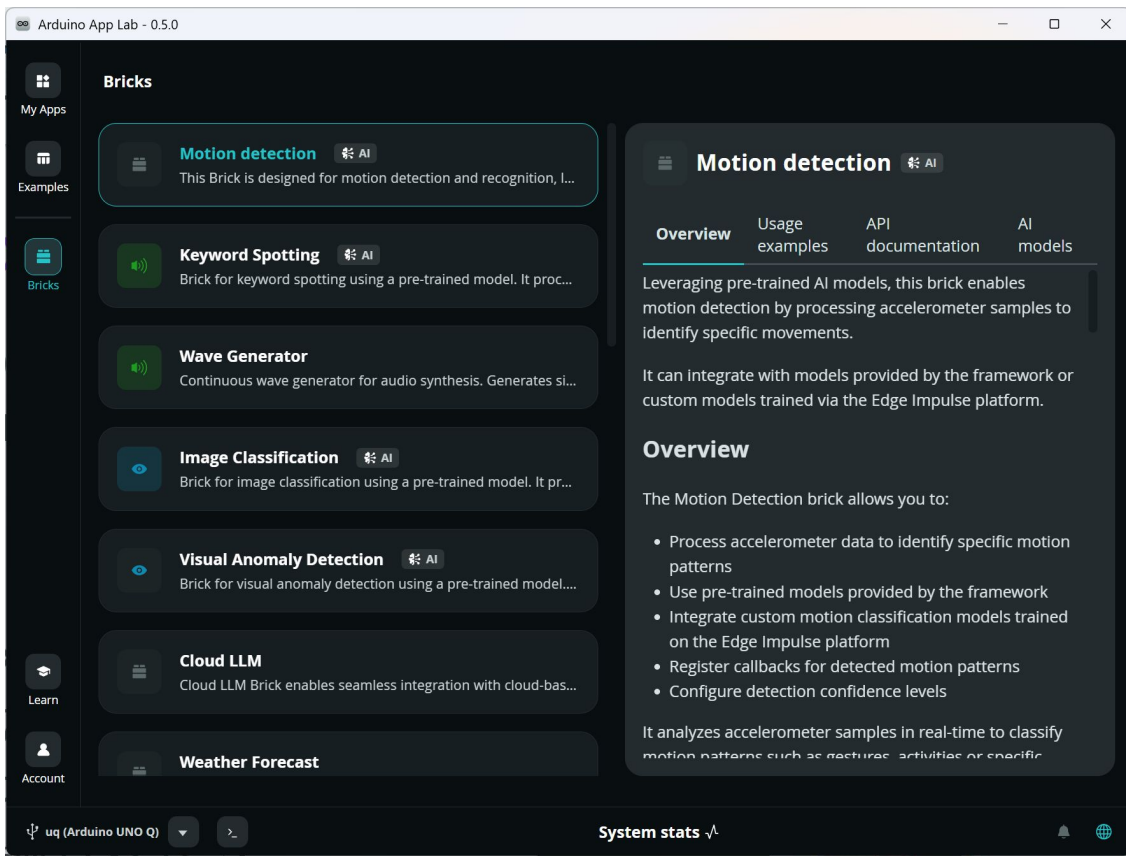 Arduino App Lab - 0.5.0
My Apps
Examples
Bricks
Learn
Account
Bricks
Motion detection AI
This Brick is designed for motion detection and recognition, l...
Keyword Spotting AI
Brick for keyword spotting using a pre-trained model. It proc...
Wave Generator
Continuous wave generator for audio synthesis. Generates si...
Image Classification AI
Brick for image classification using a pre-trained model. It pr...
Visual Anomaly Detection AI
Brick for visual anomaly detection using a pre-trained model....
Cloud LLM
Cloud LLM Brick enables seamless integration with cloud-bas...
Weather Forecast
Motion detection AI
Overview
Usage
examples
API
documentation
AI
models
Leveraging pre-trained AI models, this brick enables
motion detection by processing accelerometer samples to
identify specific movements.
It can integrate with models provided by the framework or
custom models trained via the Edge Impulse platform.
Overview
The Motion Detection brick allows you to:
• Process accelerometer data to identify specific motion
patterns
• Use pre-trained models provided by the framework
• Integrate custom motion classification models trained
on the Edge Impulse platform
• Register callbacks for detected motion patterns
• Configure detection confidence levels
It analyzes accelerometer samples in real-time to classify
motion patterns such as gestures, activities or specific
uq (Arduino UNO Q)
>_
System stats